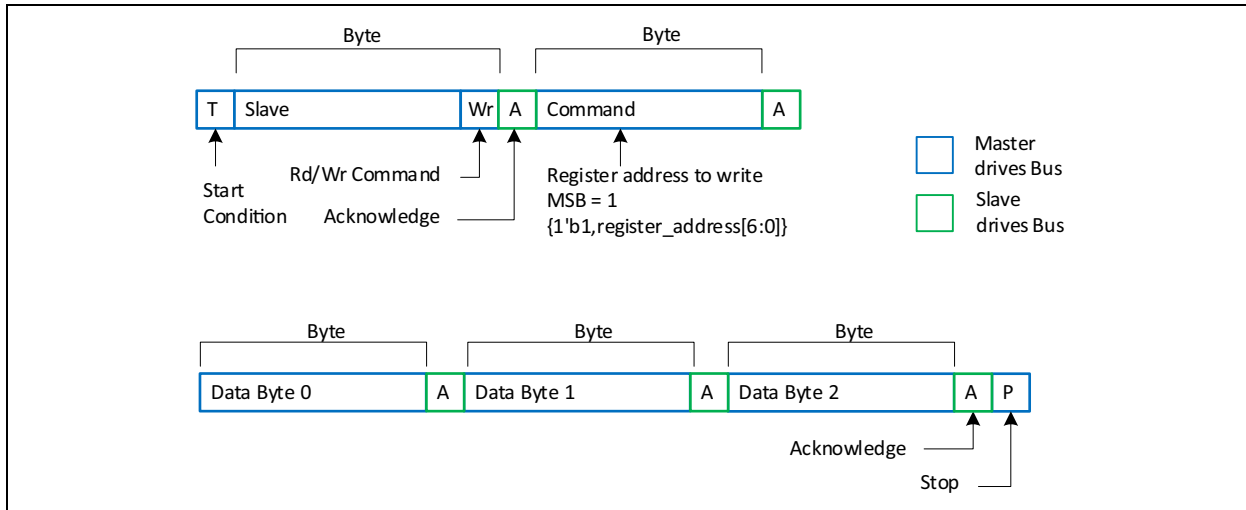 Byte
Byte
T
Slave
Wr
A
Command
A
Rd/Wr Command
Start
Condition
Acknowledge
Register address to write
MSB = 1
{1'b1,register_address[6:0]}
Master
drives Bus
Slave
drives Bus
Byte
Byte
Byte
Data Byte 0
A
Data Byte 1
A
Data Byte 2
A
P
Acknowledge
Stop